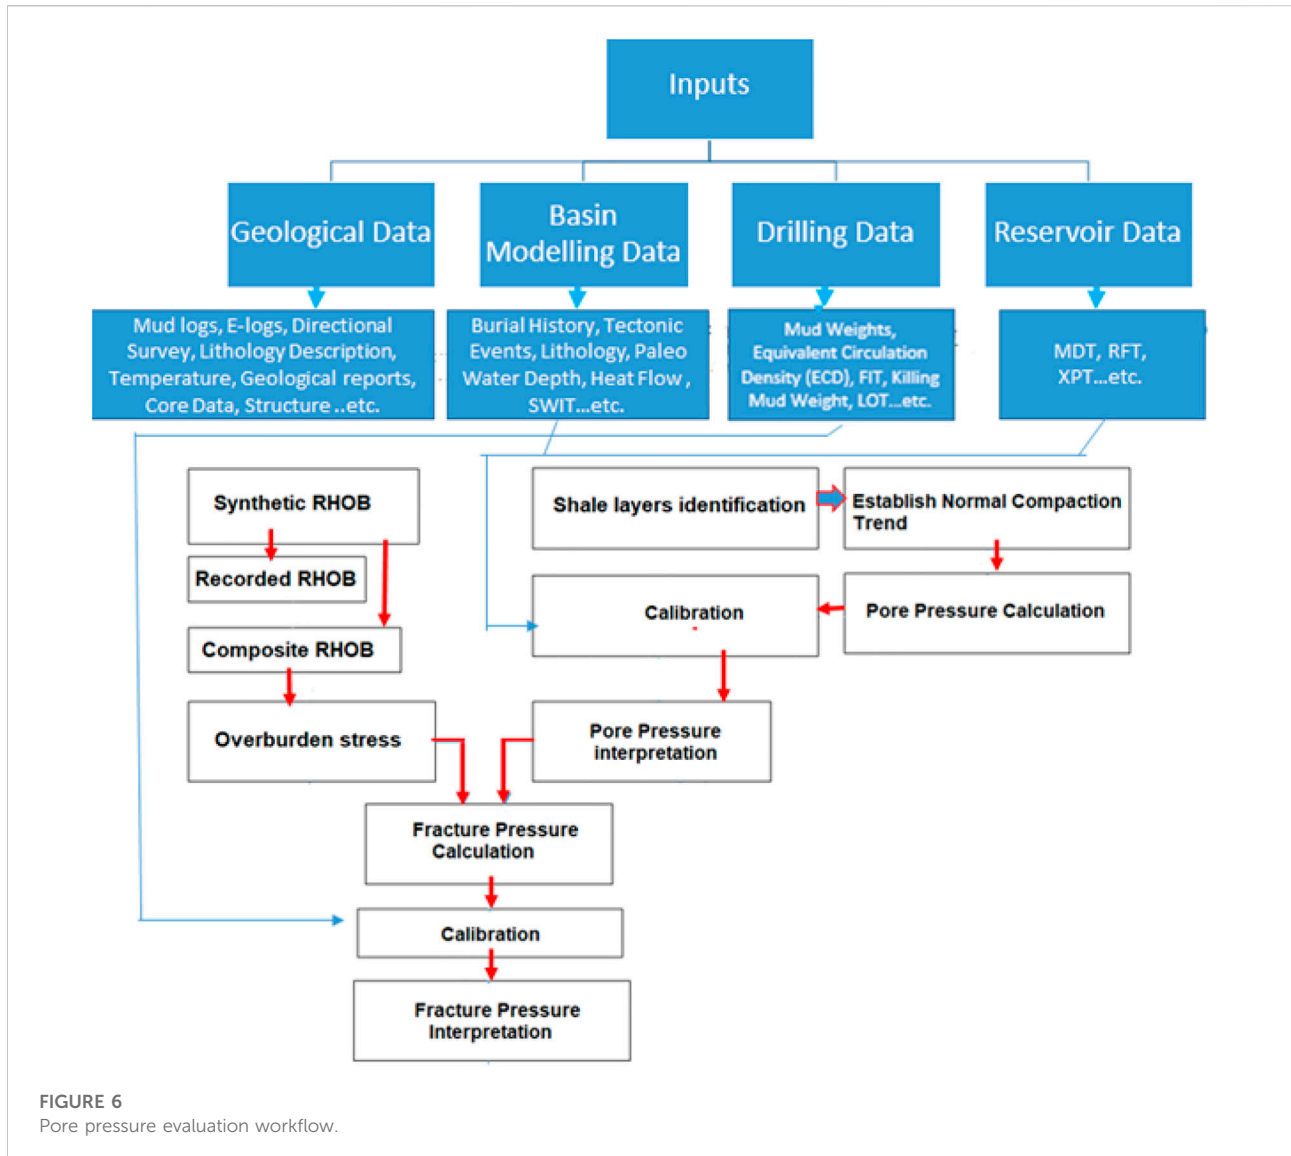 Inputs
Geological Data
Basin
Modelling Data
Drilling Data
Reservoir Data
Mud logs, E-logs, Directional
Survey, Lithology Description,
Temperature, Geological reports,
Core Data, Structure ..etc.
Burial History, Tectonic
Events, Lithology, Paleo
Water Depth, Heat Flow ,
SWIT...etc.
Mud Weights,
Equivalent Circulation
Density (ECD), FIT, Killing
Mud Weight, LOT...etc.
MDT, RFT,
XPT...etc.
Synthetic RHOB
Recorded RHOB
Composite RHOB
Overburden stress
Shale layers identification
Establish Normal Compaction
Trend
Pore Pressure Calculation
Calibration
Pore Pressure
interpretation
Fracture Pressure
Calculation
Calibration
Fracture Pressure
Interpretation
FIGURE 6
Pore pressure evaluation workflow.